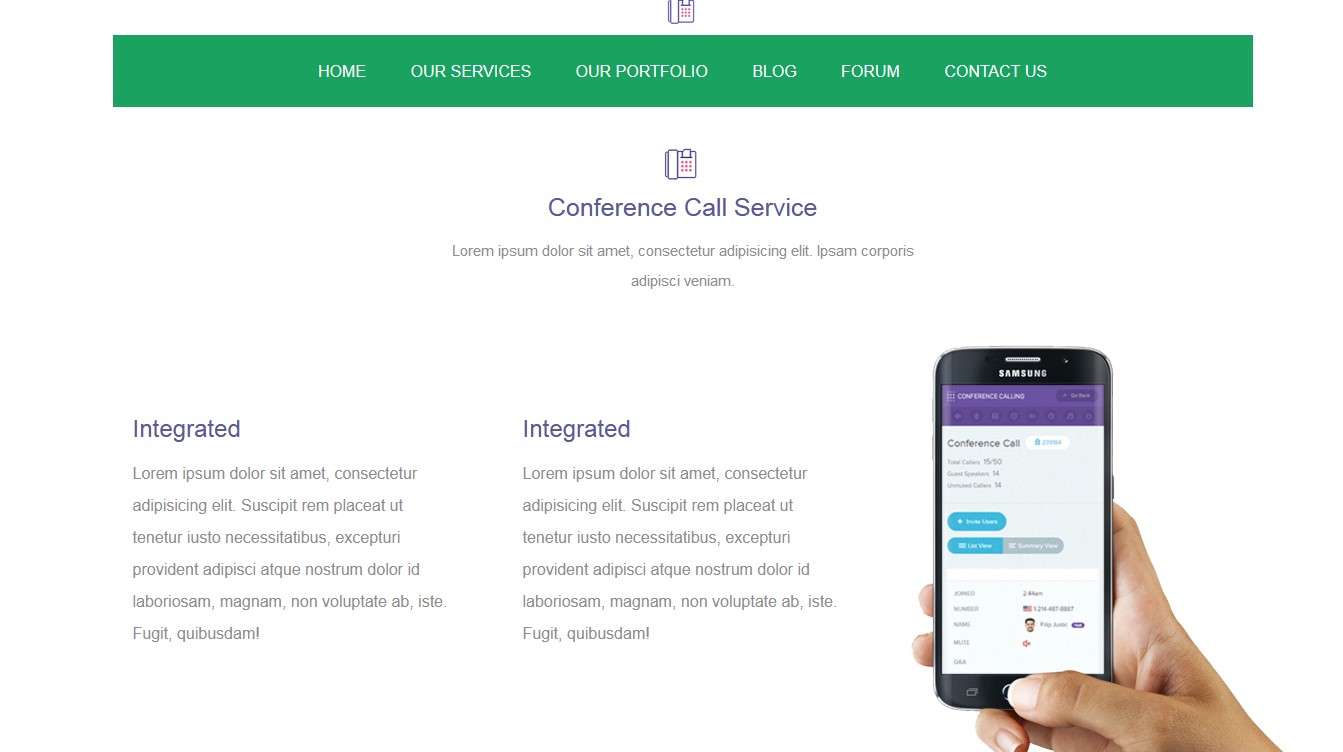 HOME OUR SERVICES OUR PORTFOLIO BLOG FORUM CONTACT US
Conference Call Service
Lorem ipsum dolor sit amet, consectetur adipisicing elit. Ipsam corporis
adipisci veniam.
Integrated
Lorem ipsum dolor sit amet, consectetur
adipisicing elit. Suscipit rem placeat ut
tenetur iusto necessitatibus, excepturi
provident adipisci atque nostrum dolor id
laboriosam, magnam, non voluptate ab, iste.
Fugit, quibusdam!
Integrated
Lorem ipsum dolor sit amet, consectetur
adipisicing elit. Suscipit rem placeat ut
tenetur iusto necessitatibus, excepturi
provident adipisci atque nostrum dolor id
laboriosam, magnam, non voluptate ab, iste.
Fugit, quibusdam!
SAMSUNG
CONFERENCE CALLING Go Back
Conference Call
Total Callers 15/50
Guest Speakers 14
Unmuted Callers 14
+ Invite Users
List View Summary View
JOINED 2:44am
NUMBER 1-214-487-8887
NAME Filip Justic
MUTE
Q&A